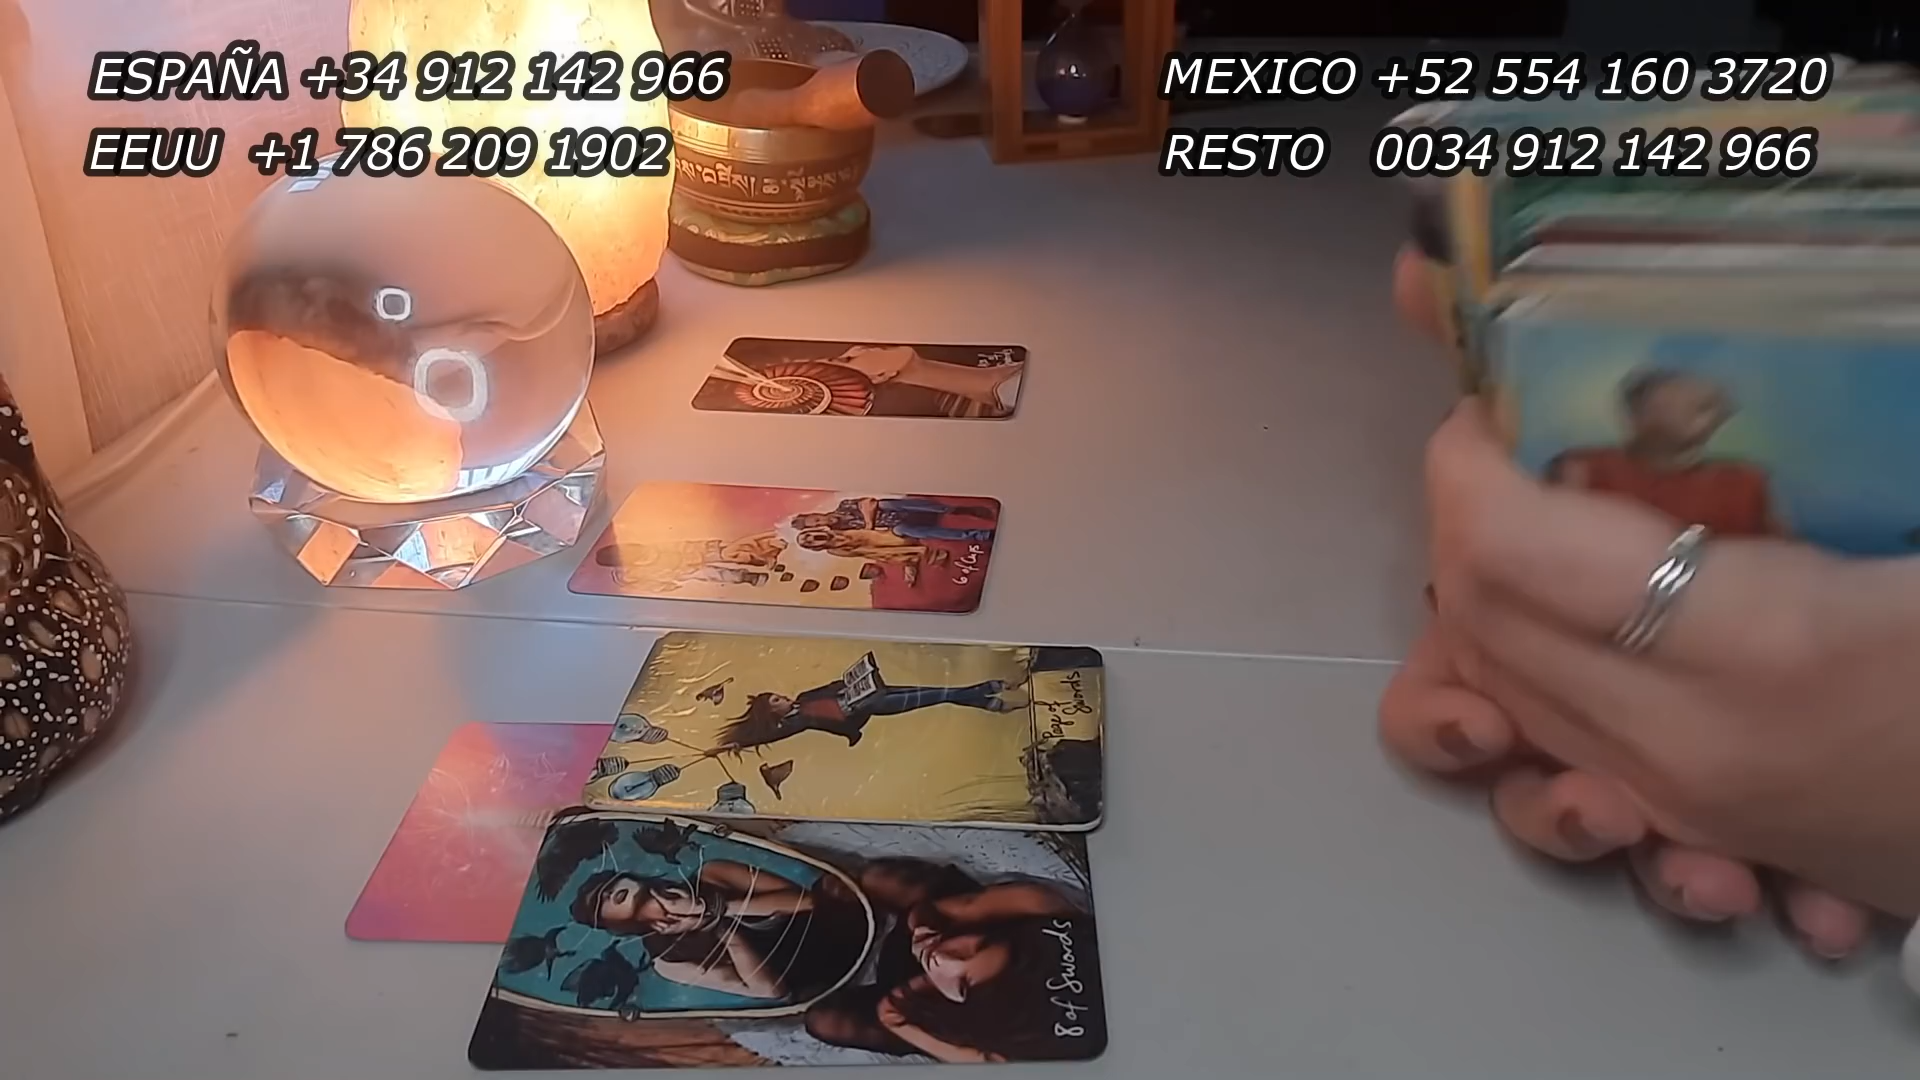 ESPAÑA +34 912 142 966
EEUU +1 786 209 1902
MEXICO +52 554 160 3720
RESTO 0034 912 142 966
6 of Cups
Page of
Swords
8 of Swords